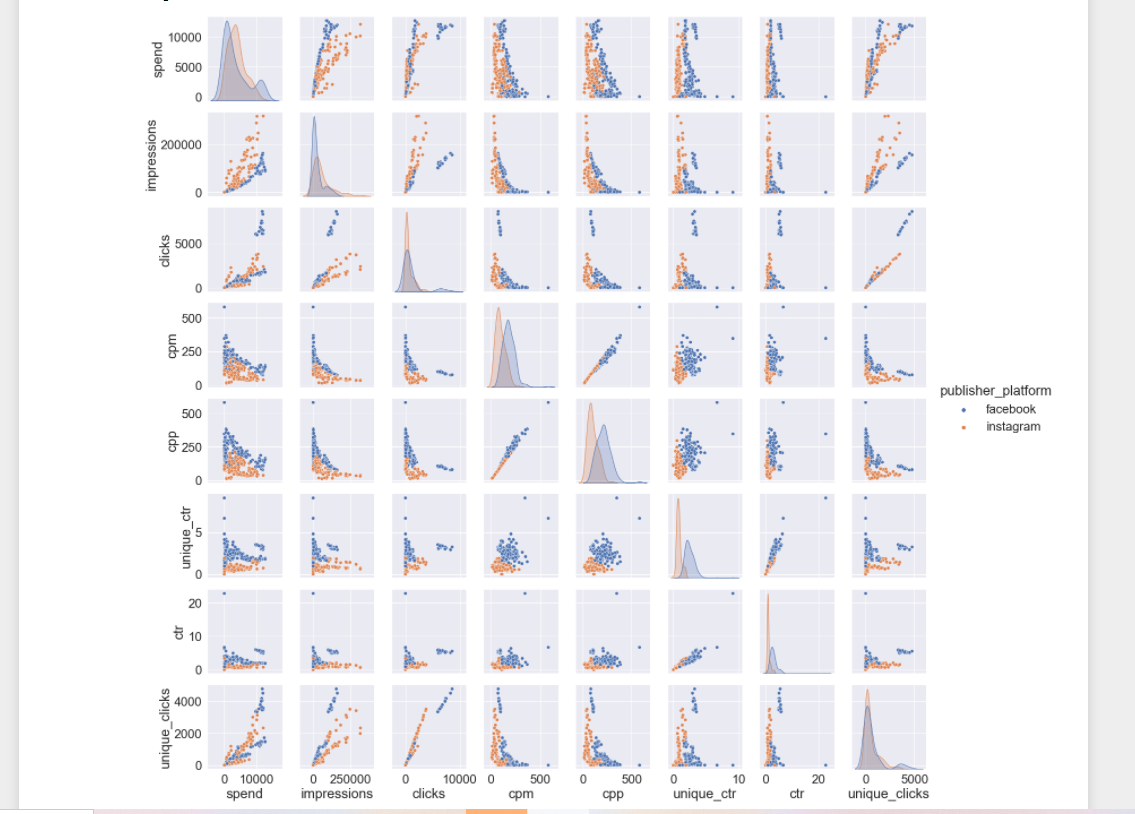 spend
10000
5000
0
impressions
200000
0
clicks
5000
0
cpm
500
250
0
cpp
500
250
0
unique_ctr
5
0
ctr
20
10
0
unique_clicks
4000
2000
0
publisher_platform
facebook
instagram
0 10000 0 250000 0 10000 0 500 0 500 0 10 0 20 0 5000
spend impressions clicks cpm cpp unique_ctr ctr unique_clicks